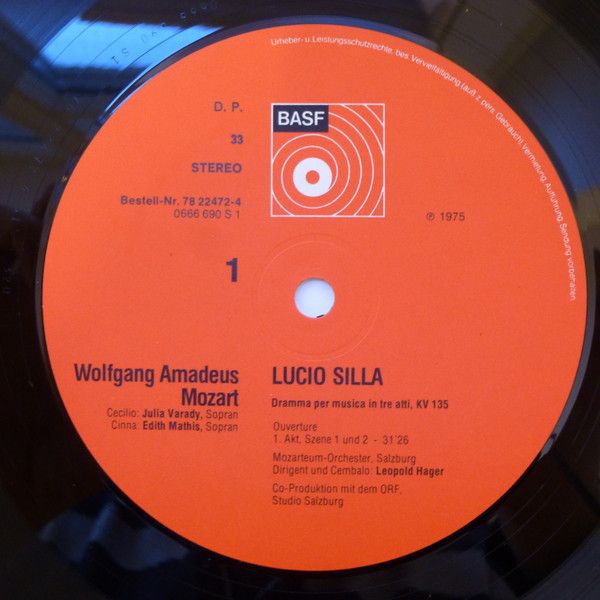 Urheber- u. Leistungsschutzrechte, bes. Vervielfältigung (auß. z. pers. Gebrauch) Vermietung Aufführung Sendung vorbehalten.
D. P.
BASF
33
STEREO
Bestell-Nr. 78 22472-4
0666 690 S 1
℗ 1975
1
Wolfgang Amadeus
Mozart
Cecilio: Julia Varady, Sopran
Cinna: Edith Mathis, Sopran
LUCIO SILLA
Dramma per musica in tre atti, KV 135
Ouverture
1. Akt, Szene 1 und 2 - 31'26
Mozarteum-Orchester, Salzburg
Dirigent und Cembalo: Leopold Hager
Co-Produktion mit dem ORF,
Studio Salzburg